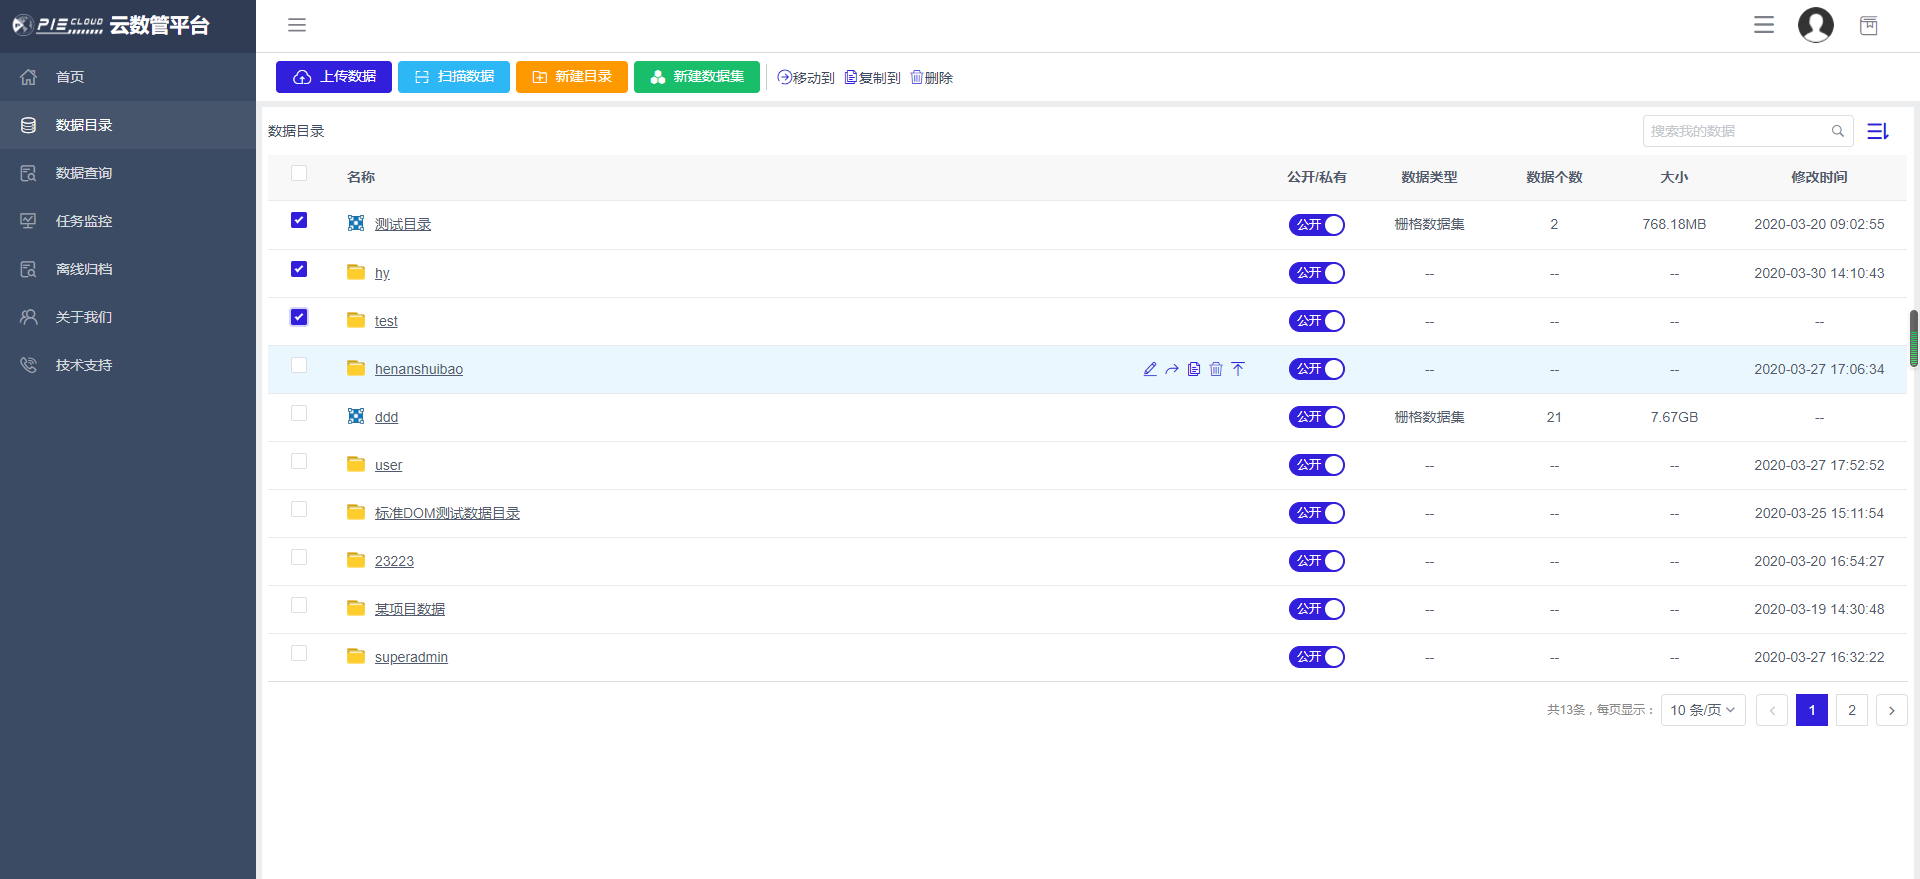 PIE CLOUD 云数管平台
首页
数据目录
数据查询
任务监控
离线归档
关于我们
技术支持
上传数据 扫描数据 新建目录 新建数据集 移动到 复制到 删除
数据目录 搜索我的数据
名称 公开/私有 数据类型 数据个数 大小 修改时间
测试目录 公开 栅格数据集 2 768.18MB 2020-03-20 09:02:55
hy 公开 -- -- -- 2020-03-30 14:10:43
test 公开 -- -- -- --
henanshuibao 公开 -- -- -- 2020-03-27 17:06:34
ddd 公开 栅格数据集 21 7.67GB --
user 公开 -- -- -- 2020-03-27 17:52:52
标准DOM测试数据目录 公开 -- -- -- 2020-03-25 15:11:54
23223 公开 -- -- -- 2020-03-20 16:54:27
某项目数据 公开 -- -- -- 2020-03-19 14:30:48
superadmin 公开 -- -- -- 2020-03-27 16:32:22
共13条，每页显示： 10 条/页 1 2